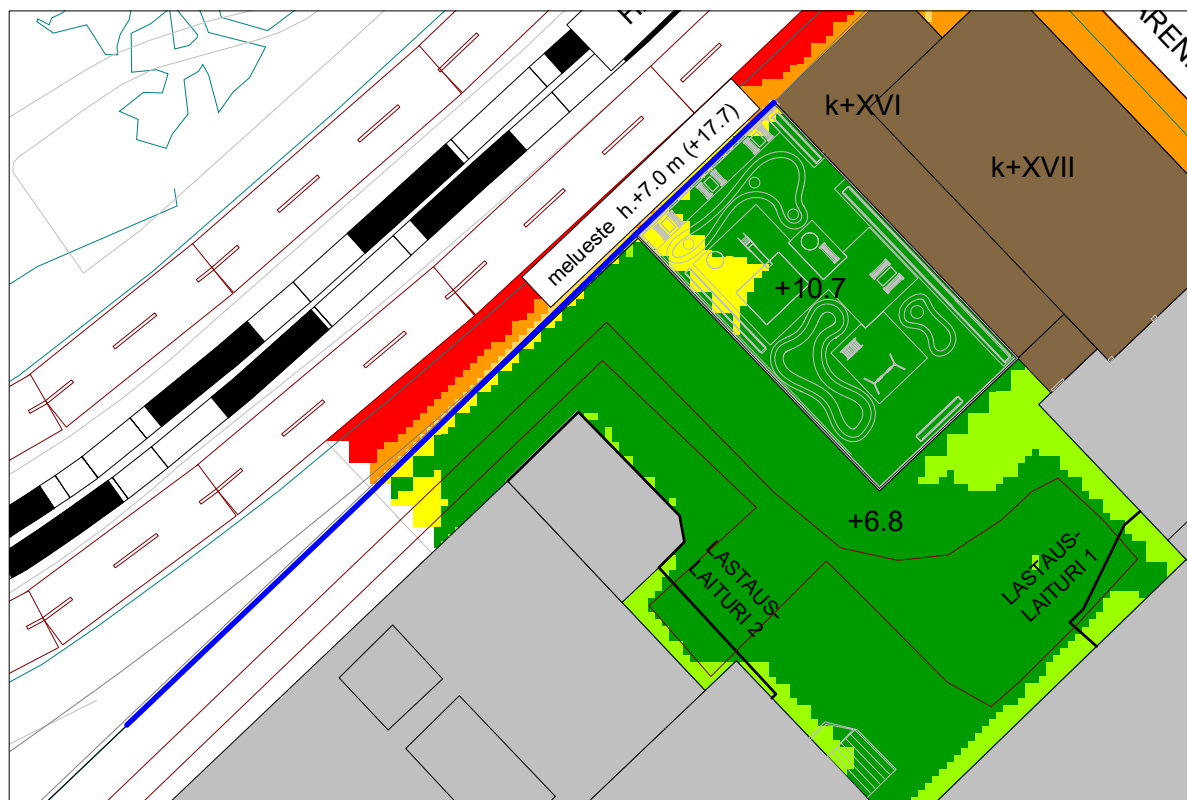 k+XVI
k+XVII
melueste h.+7.0 m (+17.7)
+10.7
+6.8
LASTAUS-
LAITURI 2
LASTAUS-
LAITURI 1